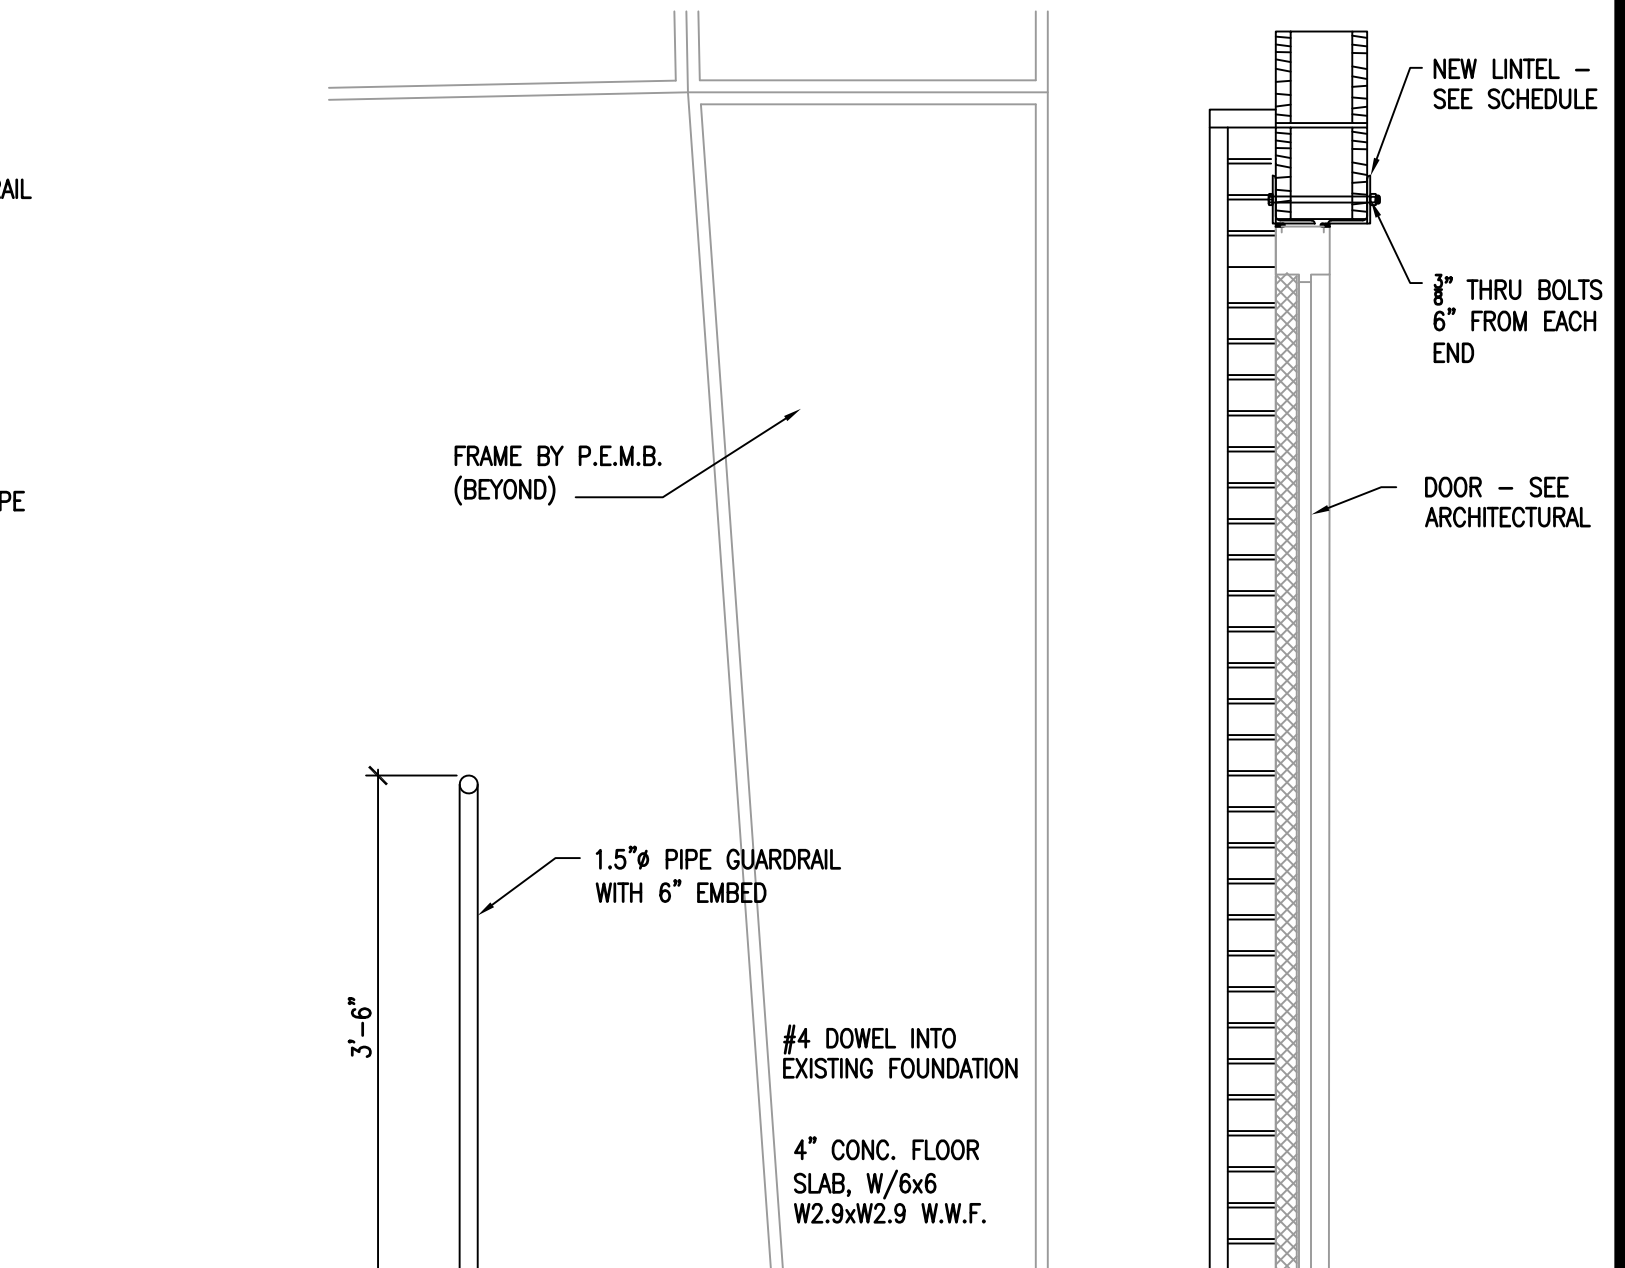 NEW LINTEL –
SEE SCHEDULE
AIL
3/8" THRU BOLTS
6" FROM EACH
END
FRAME BY P.E.M.B.
(BEYOND)
PE
DOOR – SEE
ARCHITECTURAL
1.5"ø PIPE GUARDRAIL
WITH 6" EMBED
3'-6"
#4 DOWEL INTO
EXISTING FOUNDATION
4" CONC. FLOOR
SLAB, W/6x6
W2.9xW2.9 W.W.F.